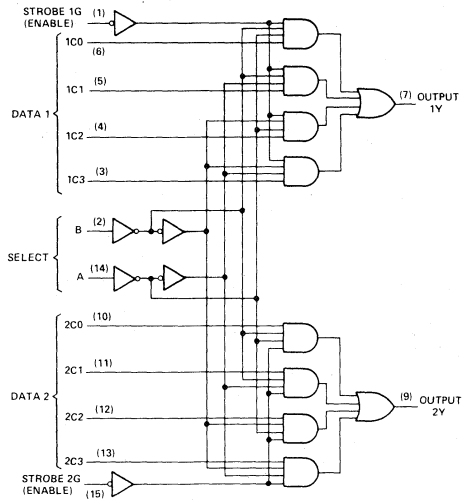 STROBE 1G (1)
(ENABLE)
1C0
(6)
1C1 (5)
DATA 1
1C2 (4)
1C3 (3)
(7) OUTPUT
1Y
B (2)
SELECT
A (14)
2C0 (10)
2C1 (11)
DATA 2
2C2 (12)
2C3 (13)
(9) OUTPUT
2Y
STROBE 2G
(ENABLE) (15)